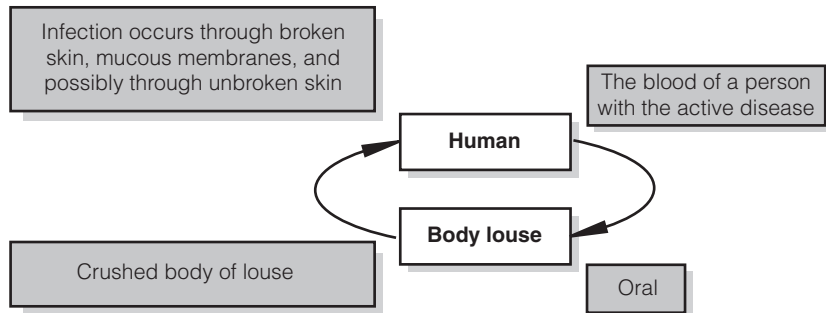 Infection occurs through broken
skin, mucous membranes, and
possibly through unbroken skin
The blood of a person
with the active disease
Human
Body louse
Crushed body of louse
Oral